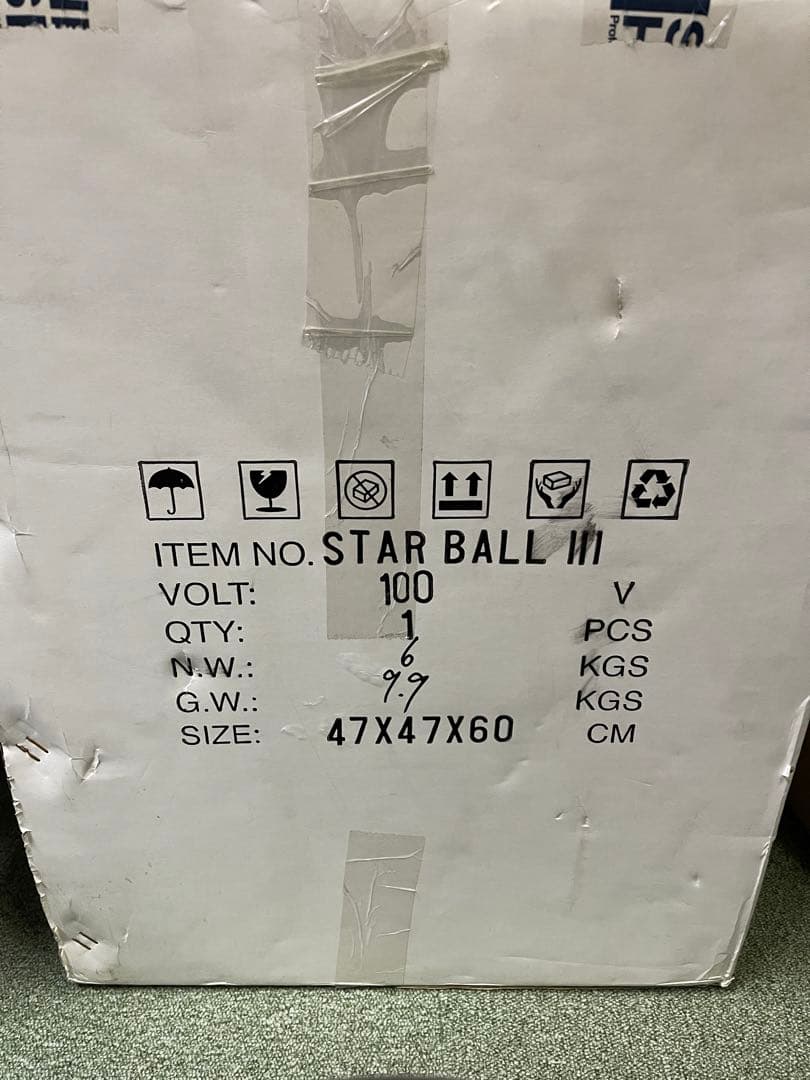 ITEM NO. STAR BALL III
VOLT: 100 V
QTY: 1 PCS
N.W.: 6 KGS
G.W.: 9.9 KGS
SIZE: 47X47X60 CM